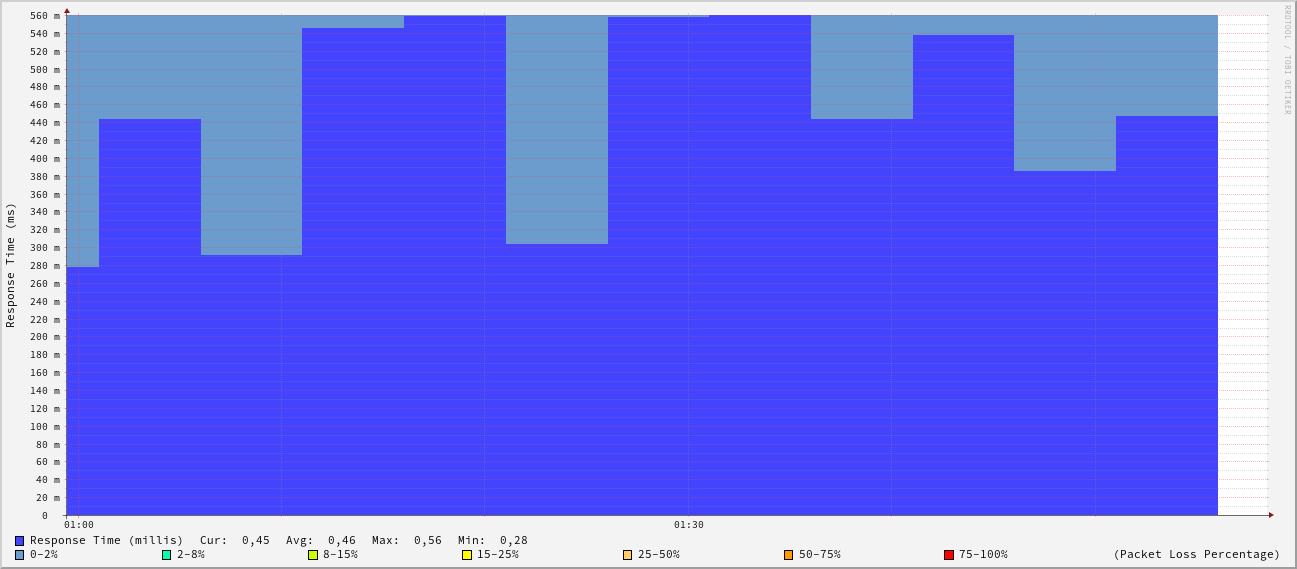 560 m
540 m
520 m
500 m
480 m
460 m
440 m
420 m
400 m
380 m
360 m
340 m
320 m
300 m
280 m
260 m
240 m
220 m
200 m
180 m
160 m
140 m
120 m
100 m
80 m
60 m
40 m
20 m
0
Response Time (ms)
RRDTOOL / TOBI OETIKER
01:00 01:30
Response Time (millis) Cur: 0,45 Avg: 0,46 Max: 0,56 Min: 0,28
0-2% 2-8% 8-15% 15-25% 25-50% 50-75% 75-100% (Packet Loss Percentage)